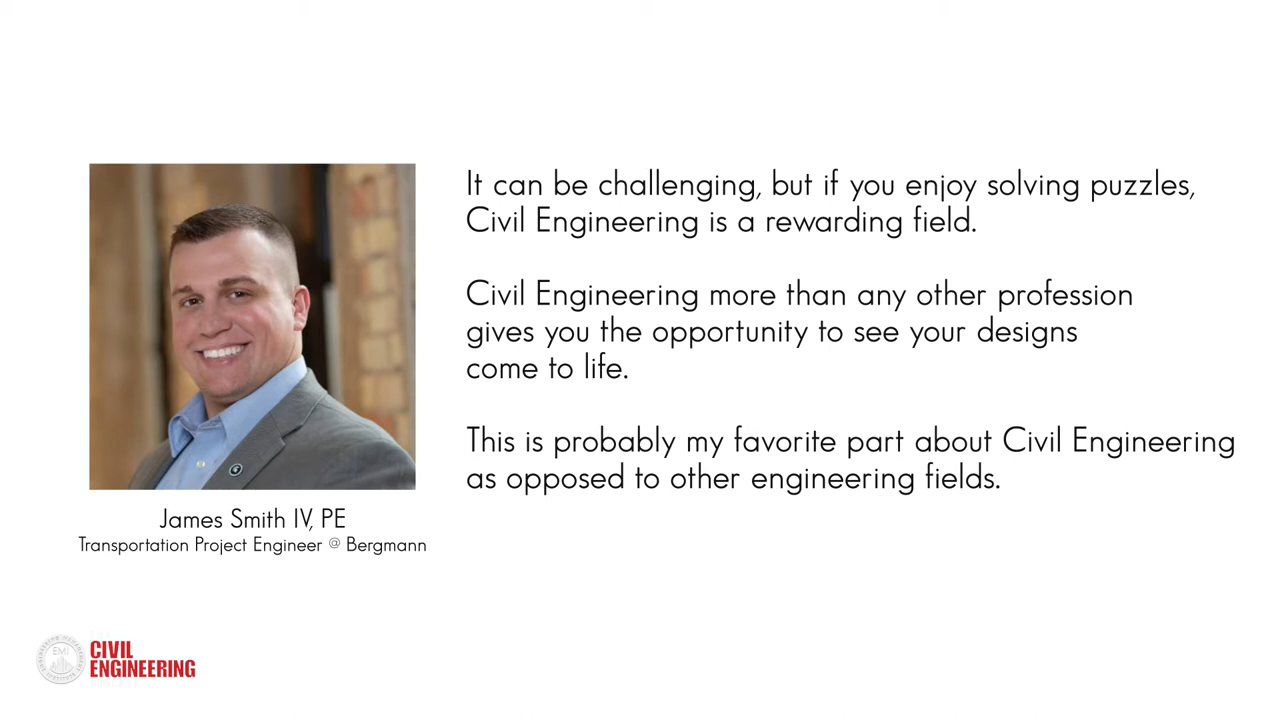 It can be challenging, but if you enjoy solving puzzles,
Civil Engineering is a rewarding field.
Civil Engineering more than any other profession
gives you the opportunity to see your designs
come to life.
This is probably my favorite part about Civil Engineering
as opposed to other engineering fields.
James Smith IV, PE
Transportation Project Engineer @ Bergmann
EMI
CIVIL
ENGINEERING